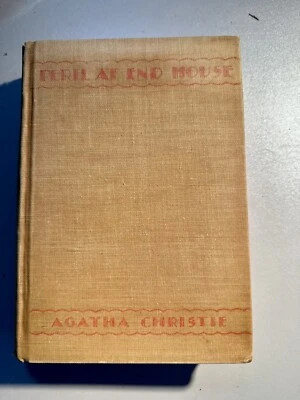 PERIL AT END HOUSE
AGATHA CHRISTIE